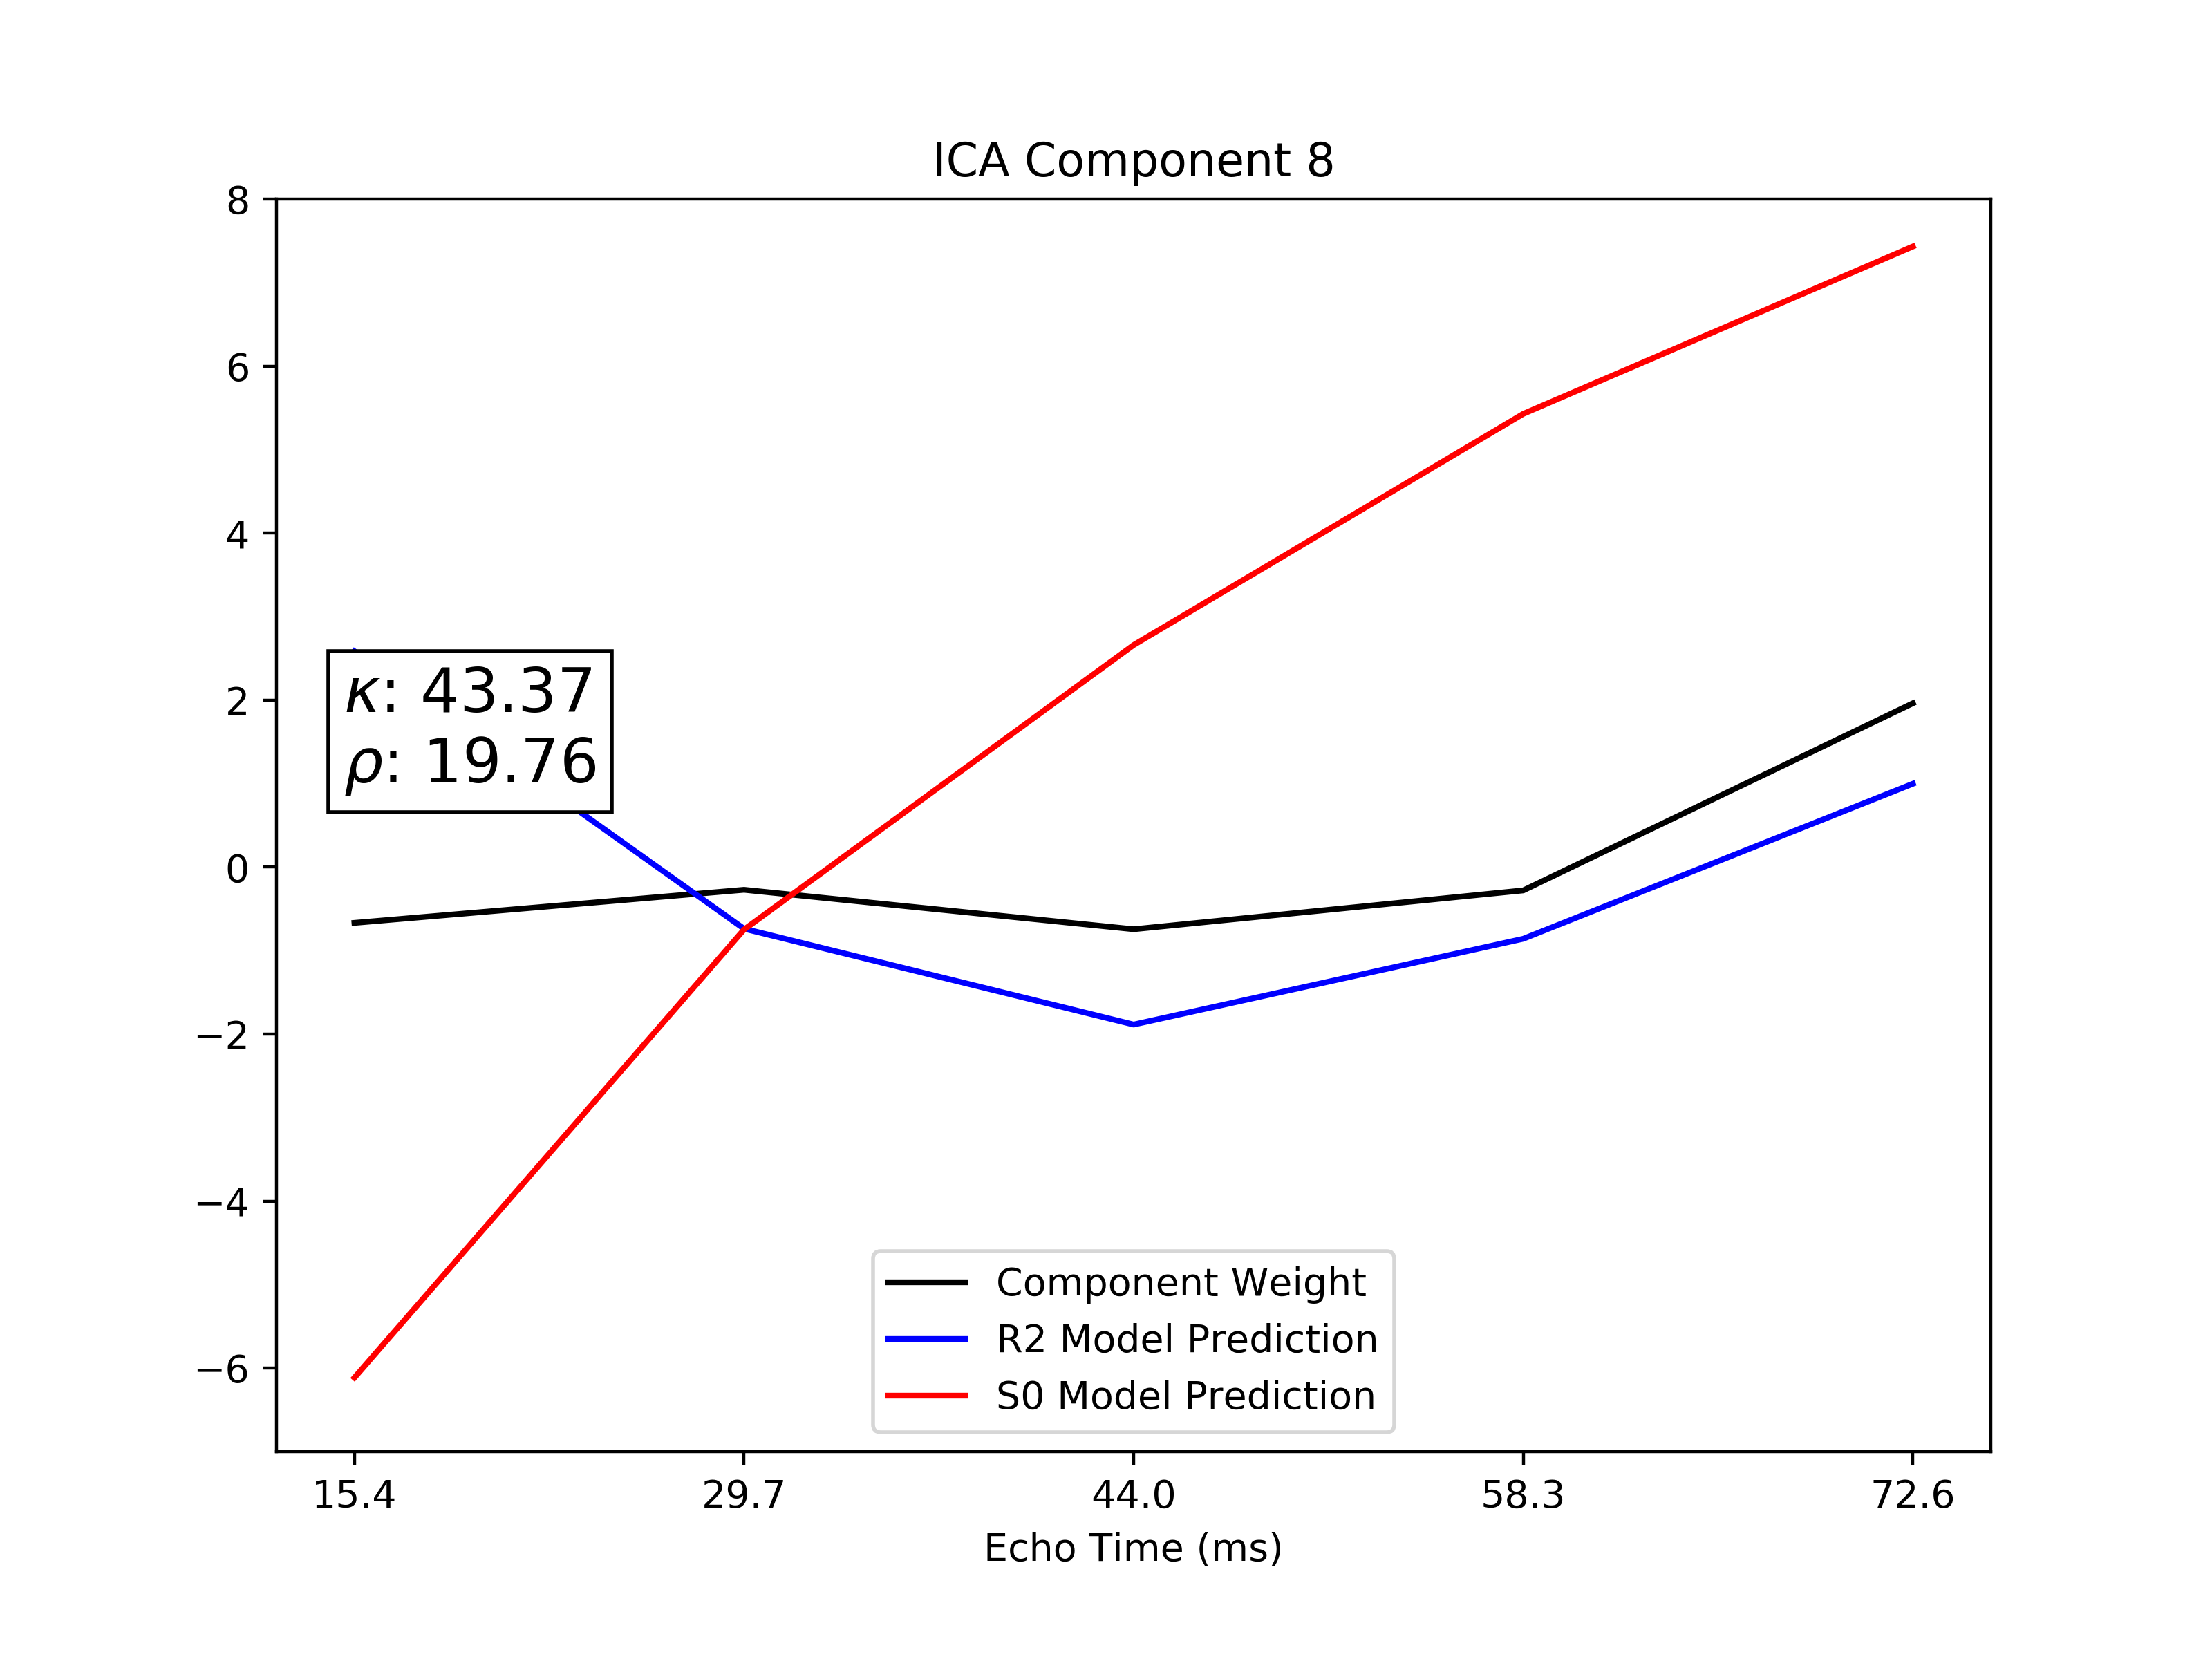 ICA Component 8
8
6
4
2
0
−2
−4
−6
κ: 43.37
ρ: 19.76
Component Weight
R2 Model Prediction
S0 Model Prediction
15.4 29.7 44.0 58.3 72.6
Echo Time (ms)